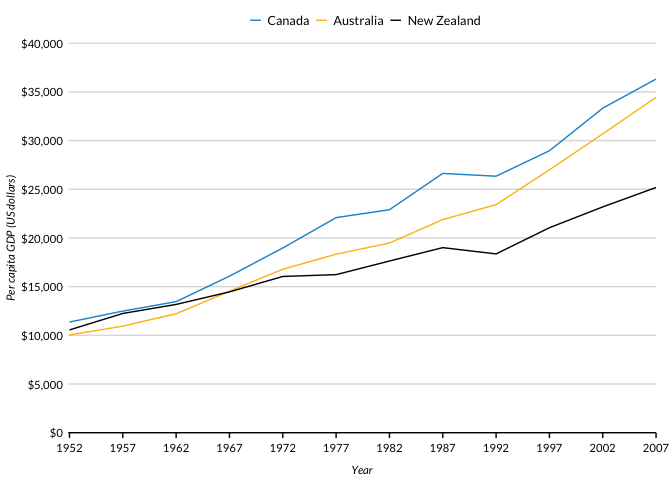 Canada Australia New Zealand
$40,000
$35,000
$30,000
$25,000
$20,000
$15,000
$10,000
$5,000
$0
Per capita GDP (US dollars)
1952 1957 1962 1967 1972 1977 1982 1987 1992 1997 2002 2007
Year